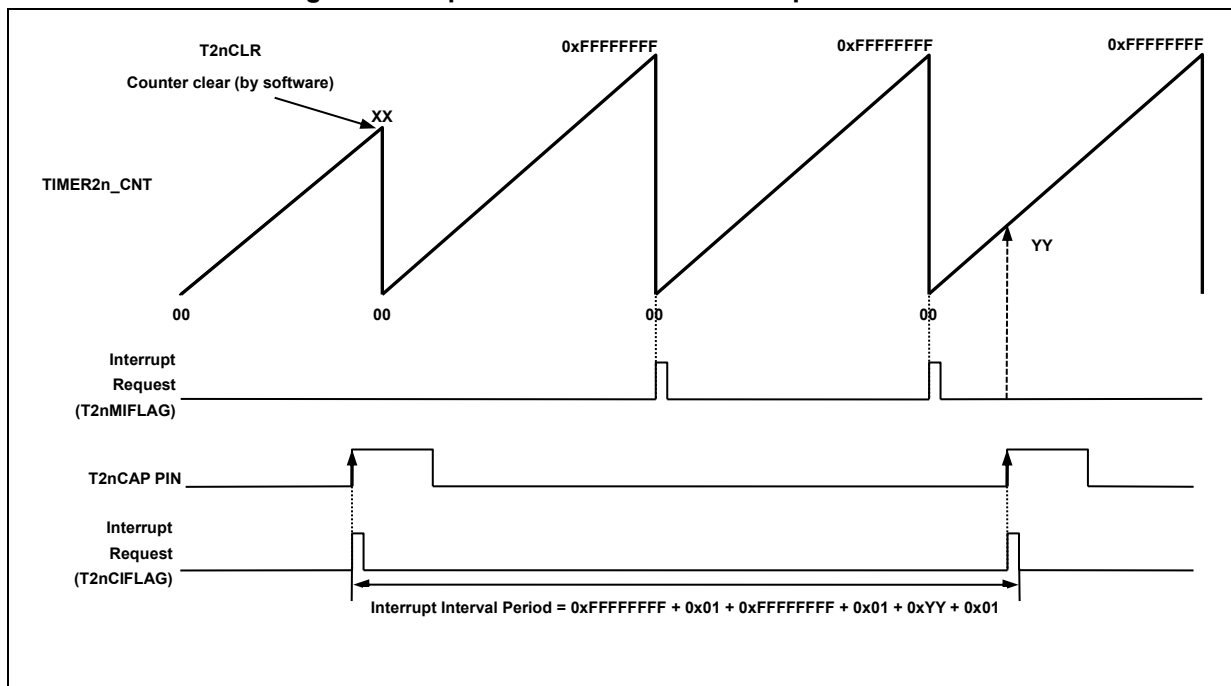 T2nCLR
0xFFFFFFFF
0xFFFFFFFF
0xFFFFFFFF
Counter clear (by software)
XX
TIMER2n_CNT
YY
00
00
00
00
Interrupt
Request
(T2nMIFLAG)
T2nCAP PIN
Interrupt
Request
(T2nCIFLAG)
Interrupt Interval Period = 0xFFFFFFFF + 0x01 + 0xFFFFFFFF + 0x01 + 0xYY + 0x01